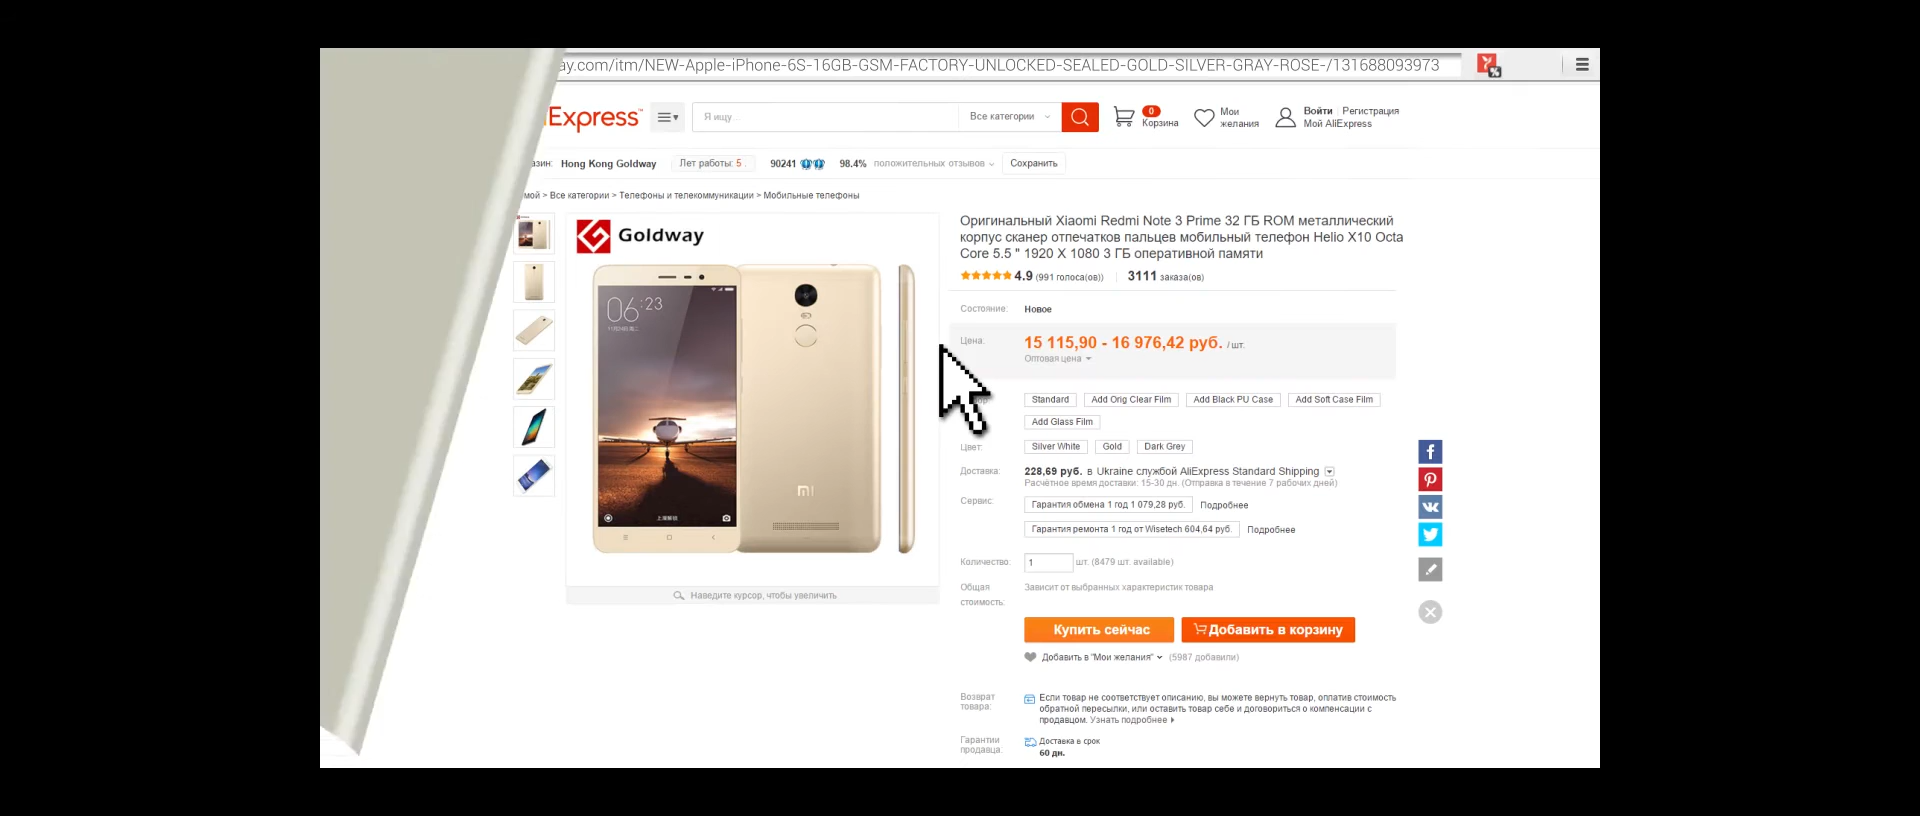 ay.com/itm/NEW-Apple-iPhone-6S-16GB-GSM-FACTORY-UNLOCKED-SEALED-GOLD-SILVER-GRAY-ROSE-/131688093973
Express™
Я ищу...
Все категории
0
Корзина
Мои желания
Войти
Регистрация
Мой AliExpress
Hong Kong Goldway
Лет работы: 5
90241
98.4% положительных отзывов
Сохранить
> Все категории > Телефоны и телекоммуникации > Мобильные телефоны
Goldway
06:23
mi
Наведите курсор, чтобы увеличить
Оригинальный Xiaomi Redmi Note 3 Prime 32 ГБ ROM металлический
корпус сканер отпечатков пальцев мобильный телефон Helio X10 Octa
Core 5.5 " 1920 X 1080 3 ГБ оперативной памяти
4.9 (991 голоса(ов)) 3111 заказа(ов)
Состояние: Новое
Цена: 15 115,90 - 16 976,42 руб. / шт.
Оптовая цена
Standard Add Orig Clear Film Add Black PU Case Add Soft Case Film
Add Glass Film
Цвет: Silver White Gold Dark Grey
Доставка: 228,69 руб. в Ukraine службой AliExpress Standard Shipping
Расчётное время доставки: 15-30 дн. (Отправка в течение 7 рабочих дней)
Сервис: Гарантия обмена 1 год 1 079,28 руб. Подробнее
Гарантия ремонта 1 год от Wisetech 604,64 руб. Подробнее
Количество: 1 шт. (8479 шт. available)
Общая стоимость: Зависит от выбранных характеристик товара
Купить сейчас
Добавить в корзину
Добавить в "Мои желания" (5987 добавили)
Возврат товара: Если товар не соответствует описанию, вы можете вернуть товар, оплатив стоимость
обратной пересылки, или оставить товар себе и договориться о компенсации с
продавцом. Узнать подробнее
Гарантии продавца: Доставка в срок
60 дн.